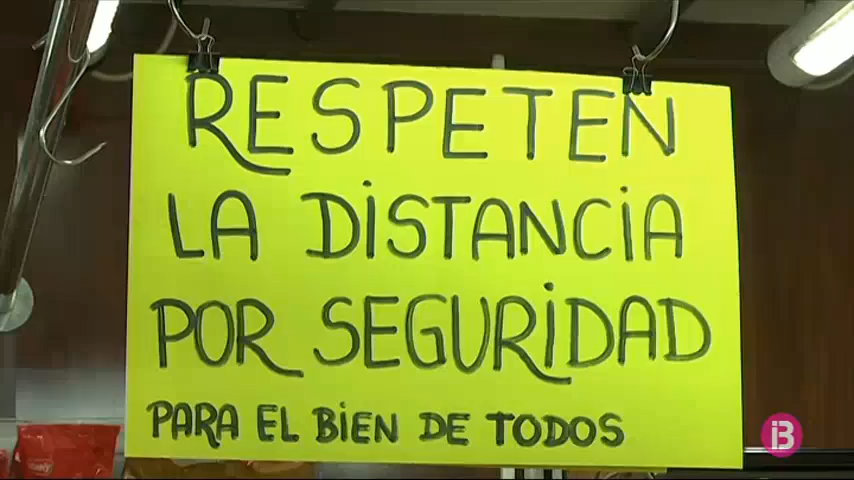 RESPETEN
LA DISTANCIA
POR SEGURIDAD
PARA EL BIEN DE TODOS